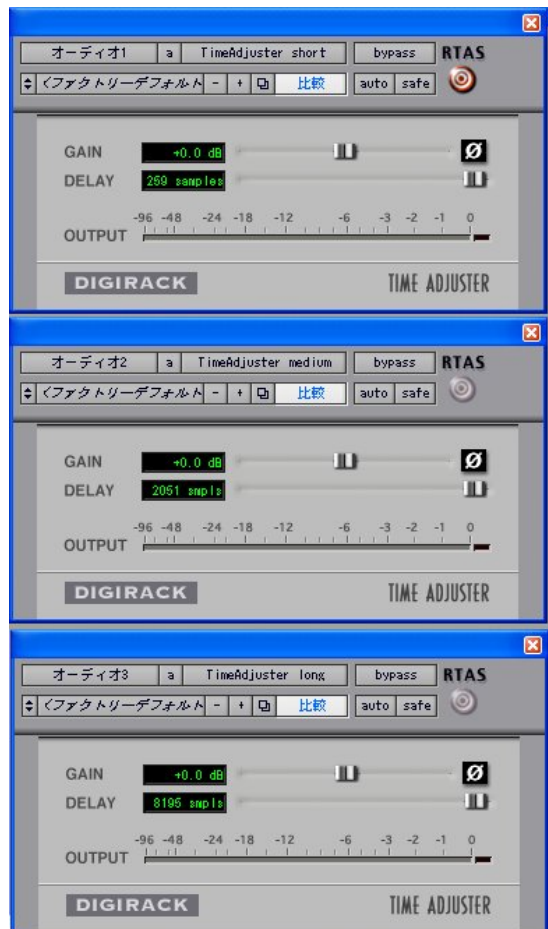 オーディオ1 a TimeAdjuster short bypass RTAS
<ファクトリーデフォルト - + 比較 auto safe
GAIN +0.0 dB Ø
DELAY 259 samples
-96 -48 -24 -18 -12 -6 -3 -2 -1 0
OUTPUT
DIGIRACK TIME ADJUSTER
オーディオ2 a TimeAdjuster medium bypass RTAS
<ファクトリーデフォルト - + 比較 auto safe
GAIN +0.0 dB Ø
DELAY 2051 smpls
-96 -48 -24 -18 -12 -6 -3 -2 -1 0
OUTPUT
DIGIRACK TIME ADJUSTER
オーディオ3 a TimeAdjuster long bypass RTAS
<ファクトリーデフォルト - + 比較 auto safe
GAIN +0.0 dB Ø
DELAY 8195 smpls
-96 -48 -24 -18 -12 -6 -3 -2 -1 0
OUTPUT
DIGIRACK TIME ADJUSTER